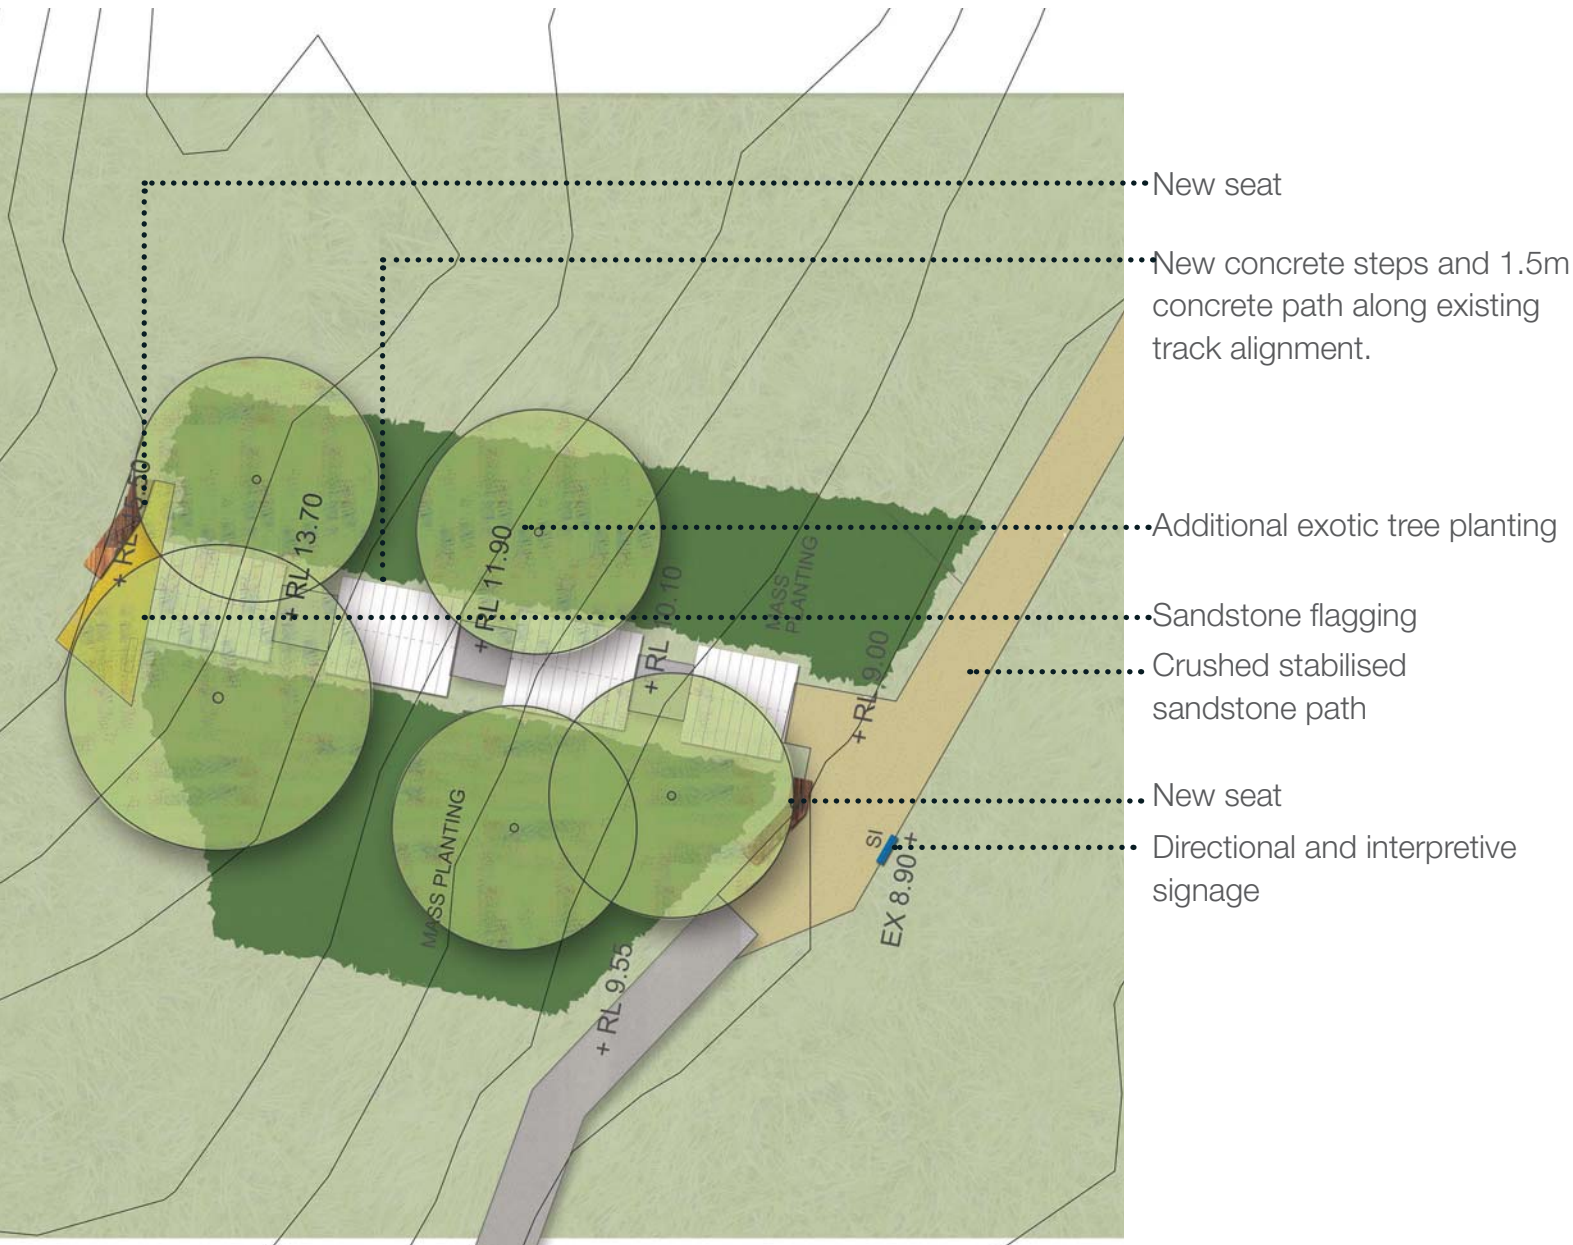 New seat
New concrete steps and 1.5m
concrete path along existing
track alignment.
Additional exotic tree planting
Sandstone flagging
Crushed stabilised
sandstone path
New seat
Directional and interpretive
signage
+ RL
+ RL 13.70
+ RL 11.90
+ RL
+ RL 9.00
MASS
PLANTING
MASS PLANTING
SI
EX 8.90 +
+ RL 9.55